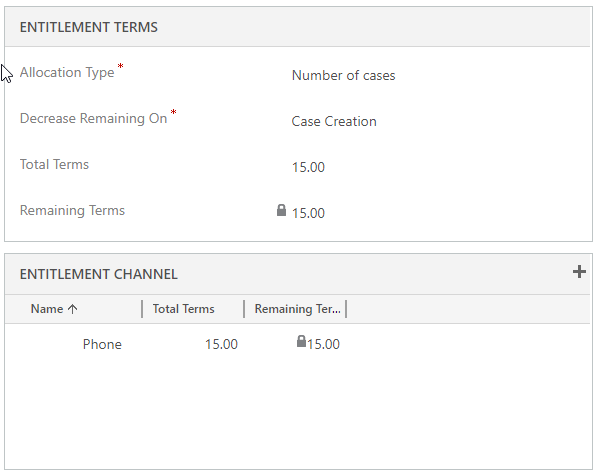 ENTITLEMENT TERMS
Allocation Type * Number of cases
Decrease Remaining On * Case Creation
Total Terms 15.00
Remaining Terms 15.00
ENTITLEMENT CHANNEL
Name Total Terms Remaining Ter...
Phone 15.00 15.00